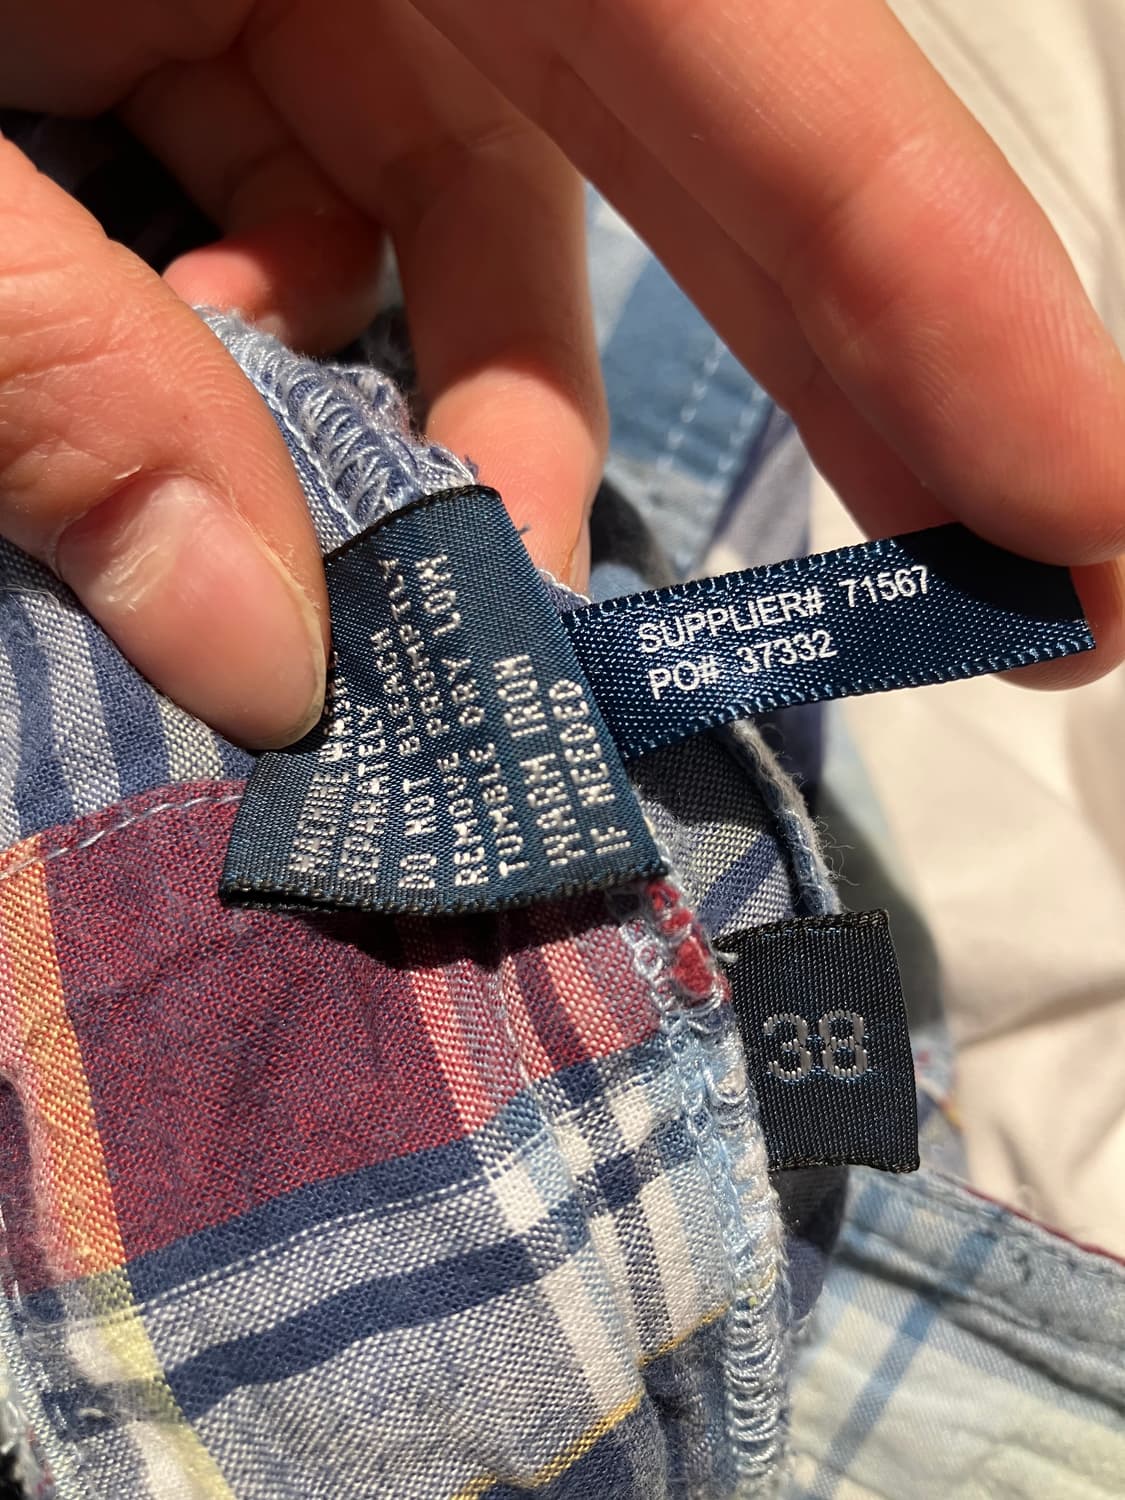 MACHINE
SEPARATELY
DO NOT BLEACH
REMOVE PROMPTLY
TUMBLE DRY LOW
WARM IRON
IF NEEDED
SUPPLIER# 71567
PO# 37332
38